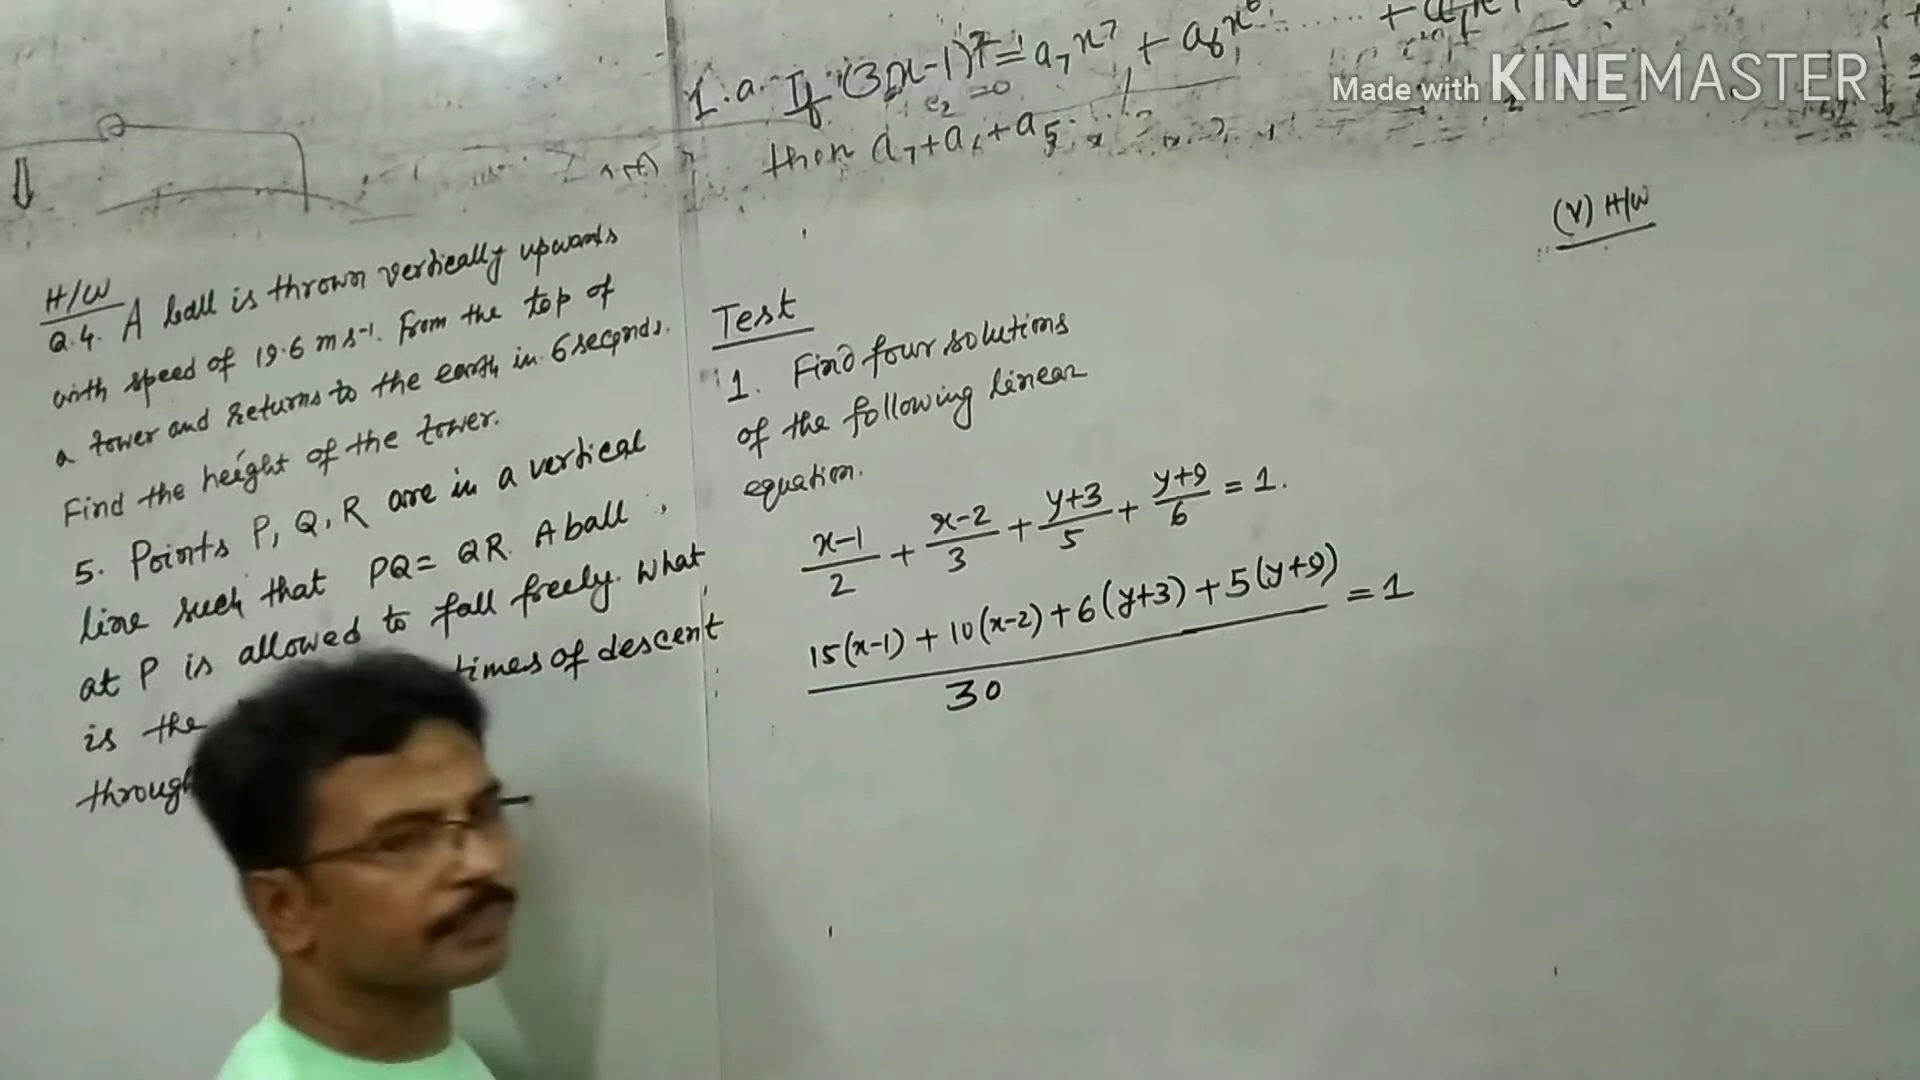 1.a. If (3x-1)⁷ = a₇x⁷ + a₆x⁶
then a₇+a₆+a₅
Made with KINEMASTER
(V) H/W
H/W
Q.4. A ball is thrown vertically upwards
with speed of 19.6 m s⁻¹. From the top of
a tower and returns to the earth in 6 seconds.
Find the height of the tower.
5. Points P, Q, R are in a vertical
line such that PQ = QR. A ball
at P is allowed to fall freely. What
is the times of descent
through
Test
1. Find four solutions
of the following linear
equation.
(x-1)/2 + (x-2)/3 + (y+3)/5 + (y+9)/6 = 1.
(15(x-1) + 10(x-2) + 6(y+3) + 5(y+9))/30 = 1